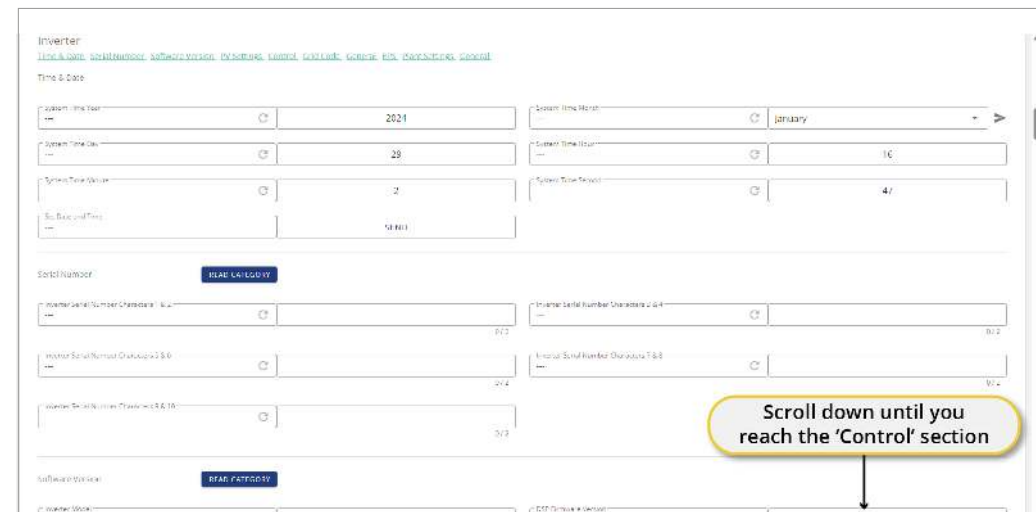 Inverter
Time & Date Serial Number Software Version PV Settings Control Grid Code General EPS Plant Settings General
Time & Date
System Time Year
---
2024
System Time Month
---
January
System Time Day
---
29
System Time Hour
---
16
System Time Minute
2
System Time Second
47
Set Date and Time
---
SEND
Serial Number
READ CATEGORY
Inverter Serial Number Characters 1 & 2
---
0 / 2
Inverter Serial Number Characters 3 & 4
---
0 / 2
Inverter Serial Number Characters 5 & 6
---
0 / 2
Inverter Serial Number Characters 7 & 8
---
0 / 2
Inverter Serial Number Characters 9 & 10
0 / 2
Scroll down until you
reach the 'Control' section
Software Version
READ CATEGORY
Inverter Model
DSP Firmware Version